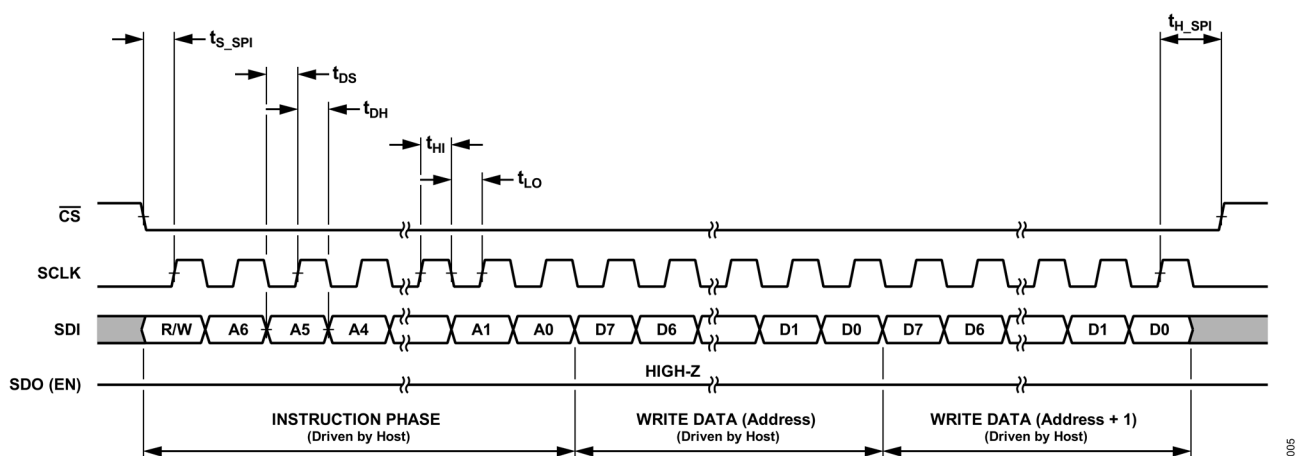 tS_SPI
tH_SPI
tDS
tDH
tHI
tLO
CS
SCLK
SDI R/W A6 A5 A4 A1 A0 D7 D6 D1 D0 D7 D6 D1 D0
HIGH-Z
SDO (EN)
INSTRUCTION PHASE WRITE DATA (Address) WRITE DATA (Address + 1)
(Driven by Host) (Driven by Host) (Driven by Host)
005